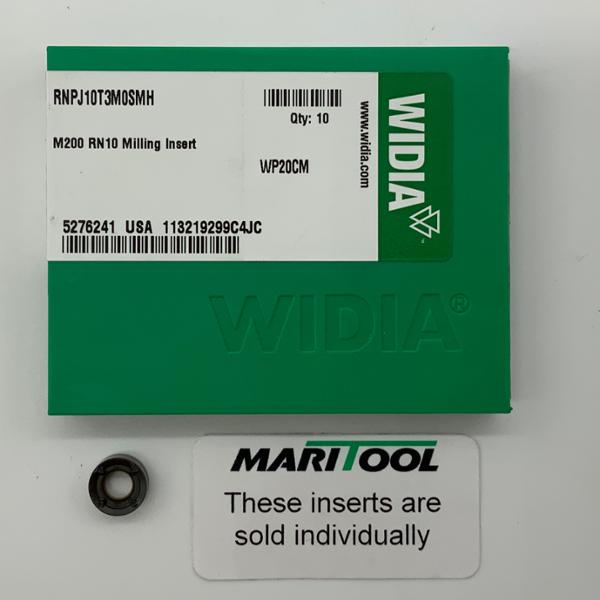 RNPJ10T3M0SMH
Qty: 10
M200 RN10 Milling Insert
WP20CM
5276241 USA 113219299C4JC
www.widia.com
WIDIA
WIDIA®
MARITOOL
These inserts are
sold individually